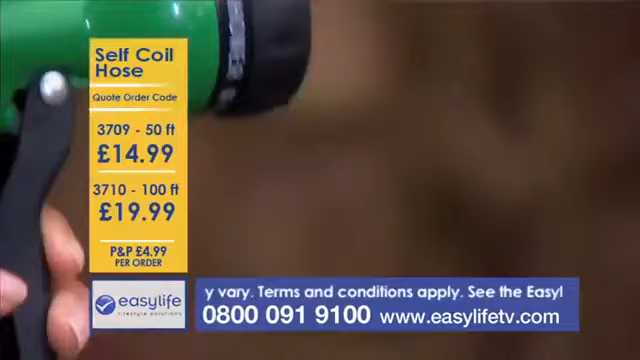 Self Coil
Hose
Quote Order Code
3709 - 50 ft
£14.99
3710 - 100 ft
£19.99
P&P £4.99
PER ORDER
easylife
lifestyle solutions
y vary. Terms and conditions apply. See the Easyl
0800 091 9100 www.easylifetv.com